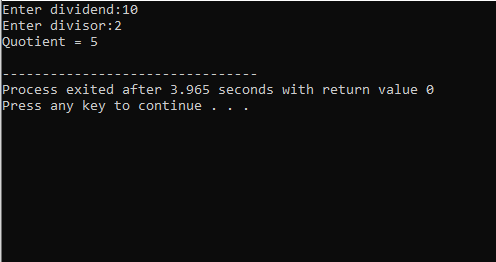 Enter dividend:10
Enter divisor:2
Quotient = 5
--------------------------------
Process exited after 3.965 seconds with return value 0
Press any key to continue . . .